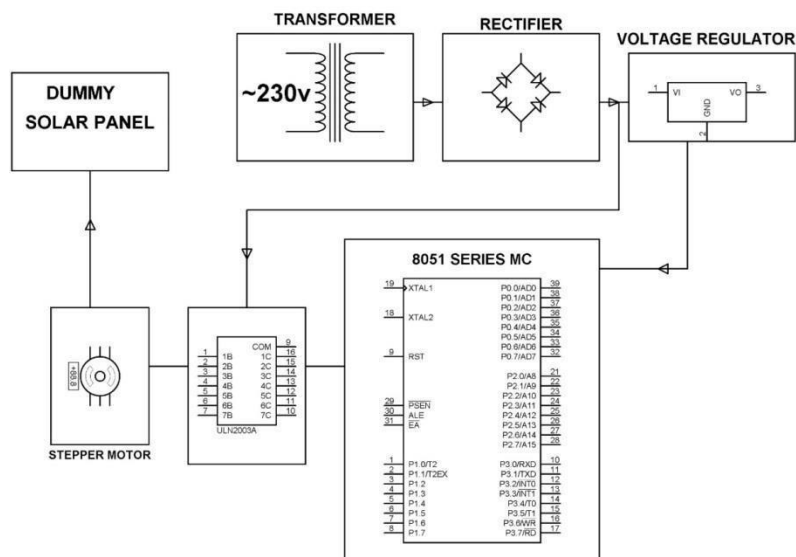 TRANSFORMER
RECTIFIER
VOLTAGE REGULATOR
DUMMY
SOLAR PANEL
~230v
1 VI VO 3
GND
2
8051 SERIES MC
19 XTAL1
18 XTAL2
9 RST
29 PSEN
30 ALE
31 EA
1 P1.0/T2
2 P1.1/T2EX
3 P1.2
4 P1.3
5 P1.4
6 P1.5
7 P1.6
8 P1.7
P0.0/AD0 39
P0.1/AD1 38
P0.2/AD2 37
P0.3/AD3 36
P0.4/AD4 35
P0.5/AD5 34
P0.6/AD6 33
P0.7/AD7 32
P2.0/A8 21
P2.1/A9 22
P2.2/A10 23
P2.3/A11 24
P2.4/A12 25
P2.5/A13 26
P2.6/A14 27
P2.7/A15 28
P3.0/RXD 10
P3.1/TXD 11
P3.2/INT0 12
P3.3/INT1 13
P3.4/T0 14
P3.5/T1 15
P3.6/WR 16
P3.7/RD 17
COM 9
1 1B 1C 16
2 2B 2C 15
3 3B 3C 14
4 4B 4C 13
5 5B 5C 12
6 6B 6C 11
7 7B 7C 10
ULN2003A
+88.8
STEPPER MOTOR